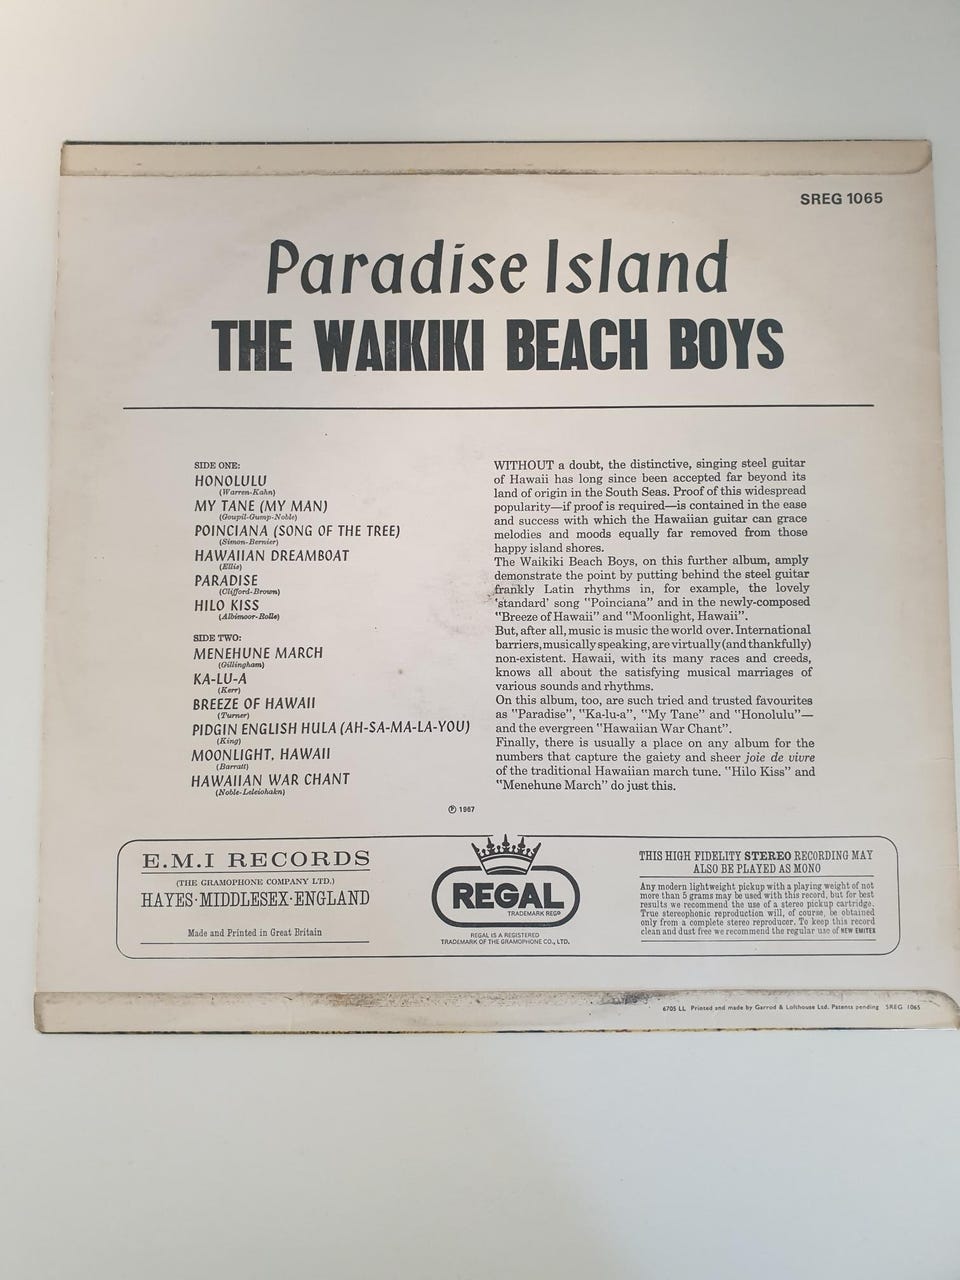 SREG 1065
Paradise Island
THE WAIKIKI BEACH BOYS
SIDE ONE:
HONOLULU
(Warren-Kahn)
MY TANE (MY MAN)
(Goupil-Gump-Noble)
POINCIANA (SONG OF THE TREE)
(Simon-Bernier)
HAWAIIAN DREAMBOAT
(Ellis)
PARADISE
(Clifford-Brown)
HILO KISS
(Albimoor-Rolle)
SIDE TWO:
MENEHUNE MARCH
(Gillingham)
KA-LU-A
(Kerr)
BREEZE OF HAWAII
(Turner)
PIDGIN ENGLISH HULA (AH-SA-MA-LA-YOU)
(King)
MOONLIGHT, HAWAII
(Barratt)
HAWAIIAN WAR CHANT
(Noble-Leleiohakn)
WITHOUT a doubt, the distinctive, singing steel guitar
of Hawaii has long since been accepted far beyond its
land of origin in the South Seas. Proof of this widespread
popularity—if proof is required—is contained in the ease
and success with which the Hawaiian guitar can grace
melodies and moods equally far removed from those
happy island shores.
The Waikiki Beach Boys, on this further album, amply
demonstrate the point by putting behind the steel guitar
frankly Latin rhythms in, for example, the lovely
'standard' song "Poinciana" and in the newly-composed
"Breeze of Hawaii" and "Moonlight, Hawaii".
But, after all, music is music the world over. International
barriers, musically speaking, are virtually (and thankfully)
non-existent. Hawaii, with its many races and creeds,
knows all about the satisfying musical marriages of
various sounds and rhythms.
On this album, too, are such tried and trusted favourites
as "Paradise", "Ka-lu-a", "My Tane" and "Honolulu"—
and the evergreen "Hawaiian War Chant".
Finally, there is usually a place on any album for the
numbers that capture the gaiety and sheer joie de vivre
of the traditional Hawaiian march tune. "Hilo Kiss" and
"Menehune March" do just this.
℗ 1967
E.M.I RECORDS
(THE GRAMOPHONE COMPANY LTD.)
HAYES·MIDDLESEX·ENGLAND
Made and Printed in Great Britain
REGAL
TRADEMARK REGD
REGAL IS A REGISTERED
TRADEMARK OF THE GRAMOPHONE CO., LTD.
THIS HIGH FIDELITY STEREO RECORDING MAY
ALSO BE PLAYED AS MONO
Any modern lightweight pickup with a playing weight of not
more than 5 grams may be used with this record, but for best
results we recommend the use of a stereo pickup cartridge.
True stereophonic reproduction will, of course, be obtained
only from a complete stereo reproducer. To keep this record
clean and dust free we recommend the regular use of NEW EMITEX
6705 LL Printed and made by Garrod & Lofthouse Ltd. Patents pending SREG 1065